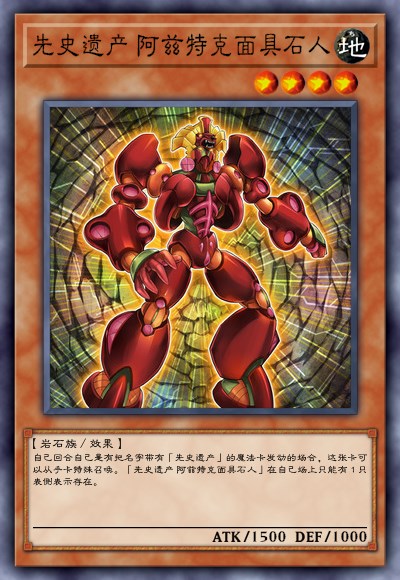 先史遗产 阿兹特克面具石人
地
【岩石族／效果】
自己回合自己是有把名字带有「先史遗产」的魔法卡发动的场合，这张卡可
以从手卡特殊召唤。「先史遗产 阿兹特克面具石人」在自己场上只能有１只
表侧表示存在。
ATK/1500 DEF/1000